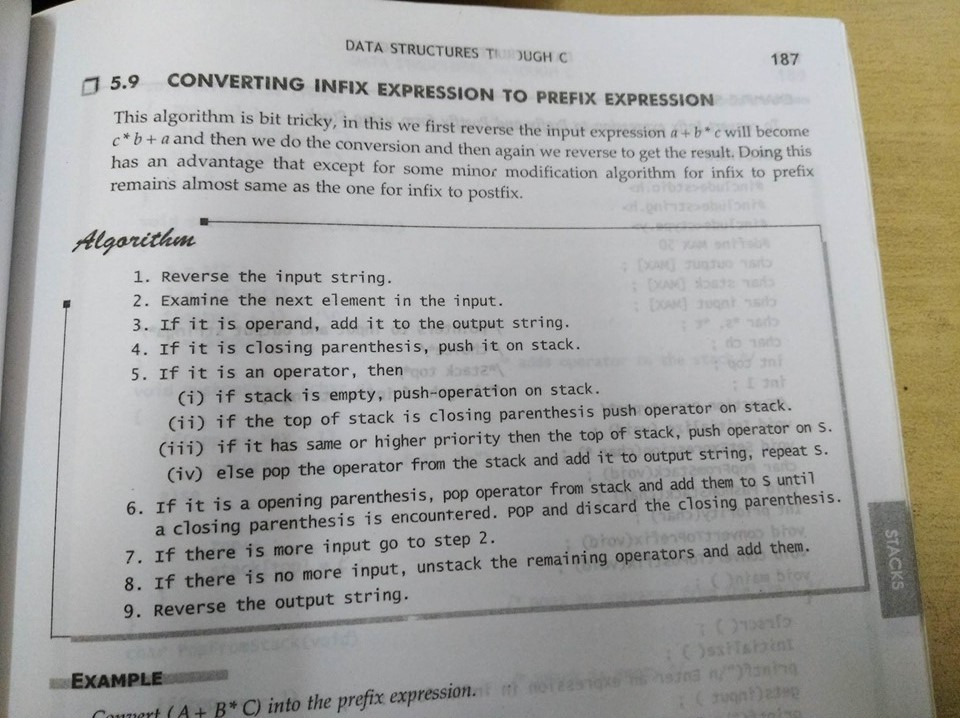 DATA STRUCTURES T UGH C
187
5.9 CONVERTING INFIX EXPRESSION TO PREFIX EXPRESSION
This algorithm is bit tricky, in this we first reverse the input expression a + b * c will become
c * b + a and then we do the conversion and then again we reverse to get the result. Doing this
has an advantage that except for some minor modification algorithm for infix to prefix
remains almost same as the one for infix to postfix.
Algorithm
1. Reverse the input string.
2. Examine the next element in the input.
3. If it is operand, add it to the output string.
4. If it is closing parenthesis, push it on stack.
5. If it is an operator, then
(i) if stack is empty, push-operation on stack.
(ii) if the top of stack is closing parenthesis push operator on stack.
(iii) if it has same or higher priority then the top of stack, push operator on S.
(iv) else pop the operator from the stack and add it to output string, repeat S.
6. If it is a opening parenthesis, pop operator from stack and add them to S until
a closing parenthesis is encountered. POP and discard the closing parenthesis.
7. If there is more input go to step 2.
8. If there is no more input, unstack the remaining operators and add them.
9. Reverse the output string.
STACKS
EXAMPLE
Convert (A + B* C) into the prefix expression.